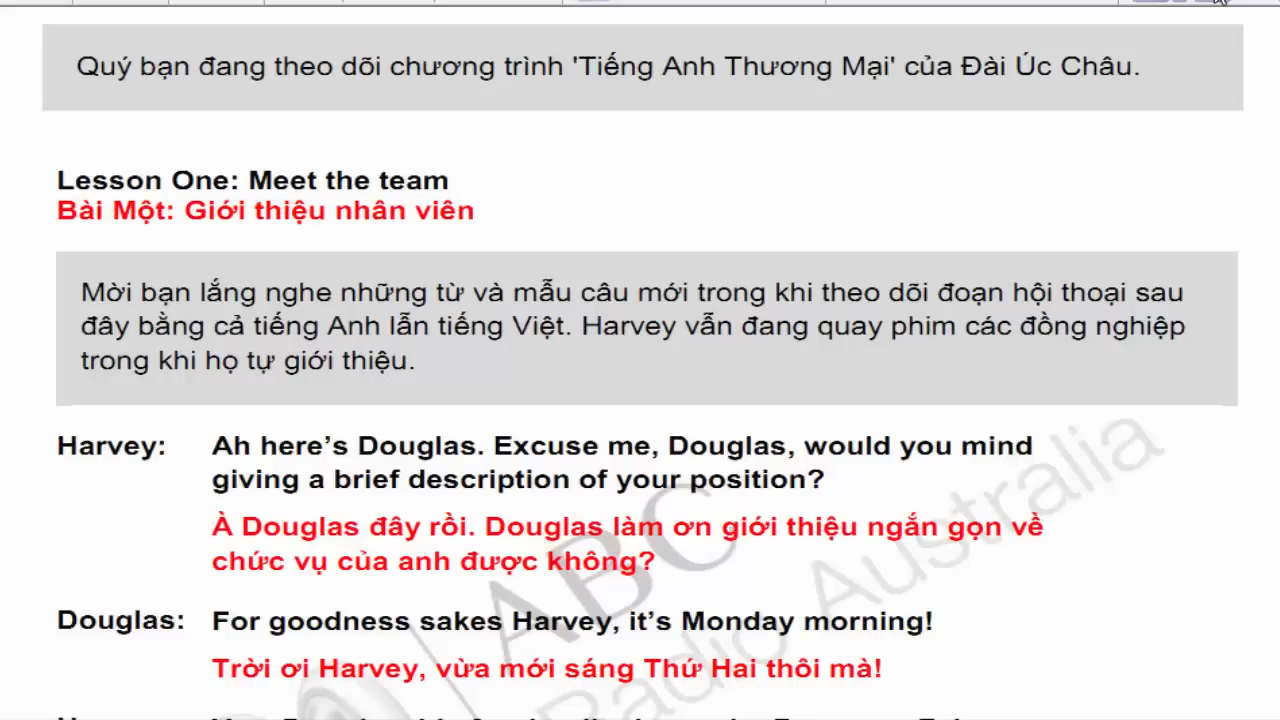 Quý bạn đang theo dõi chương trình 'Tiếng Anh Thương Mại' của Đài Úc Châu.
Lesson One: Meet the team
Bài Một: Giới thiệu nhân viên
Mời bạn lắng nghe những từ và mẫu câu mới trong khi theo dõi đoạn hội thoại sau
đây bằng cả tiếng Anh lẫn tiếng Việt. Harvey vẫn đang quay phim các đồng nghiệp
trong khi họ tự giới thiệu.
Harvey: Ah here’s Douglas. Excuse me, Douglas, would you mind
giving a brief description of your position?
À Douglas đây rồi. Douglas làm ơn giới thiệu ngắn gọn về
chức vụ của anh được không?
Douglas: For goodness sakes Harvey, it’s Monday morning!
Trời ơi Harvey, vừa mới sáng Thứ Hai thôi mà!
ABC
Radio Australia